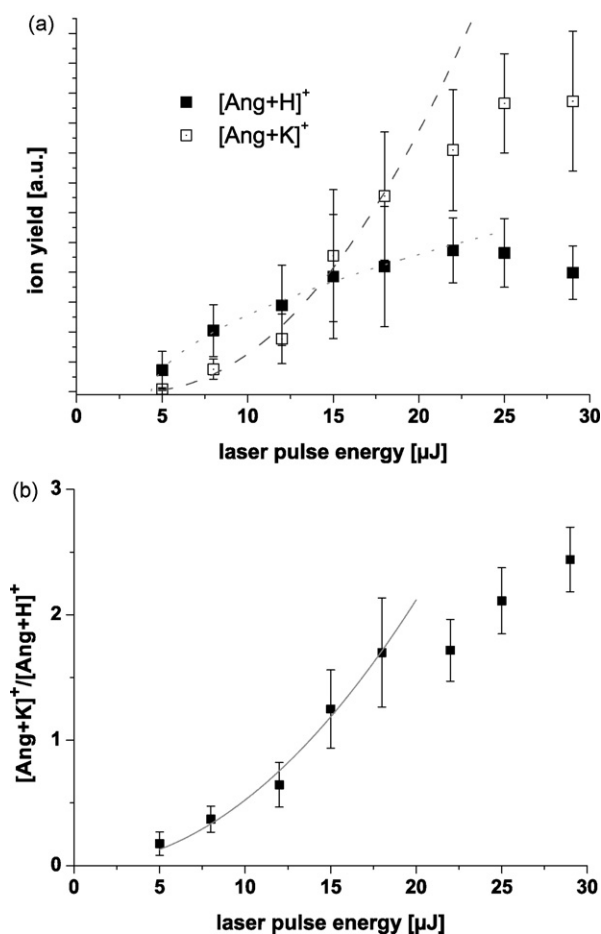 (a)
[Ang+H]⁺
[Ang+K]⁺
ion yield [a.u.]
0 5 10 15 20 25 30
laser pulse energy [µJ]
(b)
3
2
1
0
[Ang+K]⁺/[Ang+H]⁺
0 5 10 15 20 25 30
laser pulse energy [µJ]